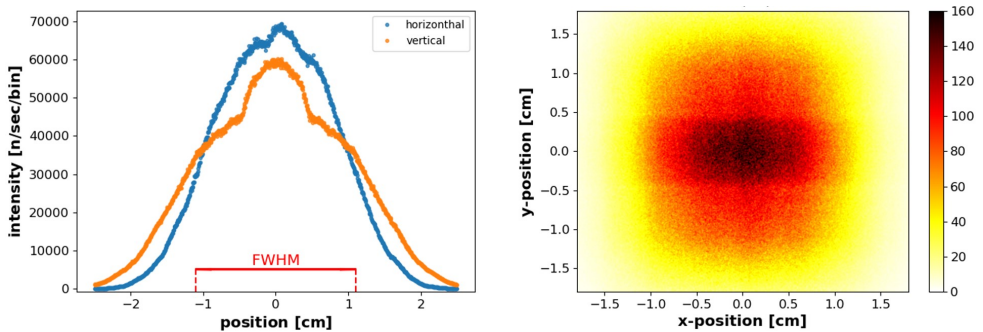 70000
60000
50000
40000
30000
20000
10000
0
intensity [n/sec/bin]
horizonthal
vertical
FWHM
−2 −1 0 1 2
position [cm]
1.5
1.0
0.5
0.0
−0.5
−1.0
−1.5
y-position [cm]
−1.5 −1.0 −0.5 0.0 0.5 1.0 1.5
x-position [cm]
160
140
120
100
80
60
40
20
0